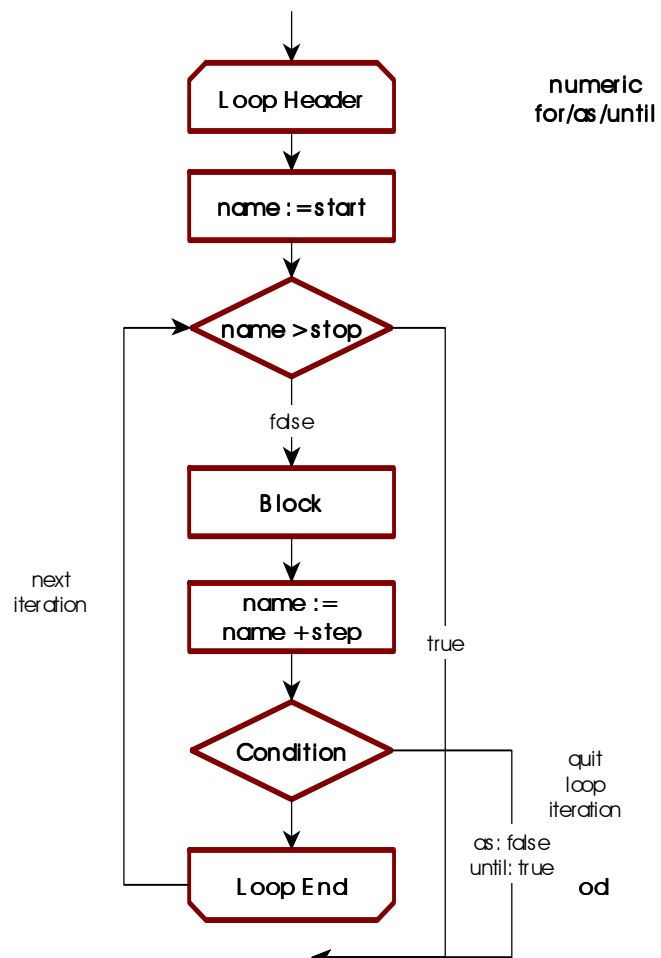 Loop Header
numeric
for/as/until
name :=start
name >stop
false
Block
next
iteration
name :=
name +step
true
Condition
quit
loop
iteration
as: false
until: true
Loop End
od